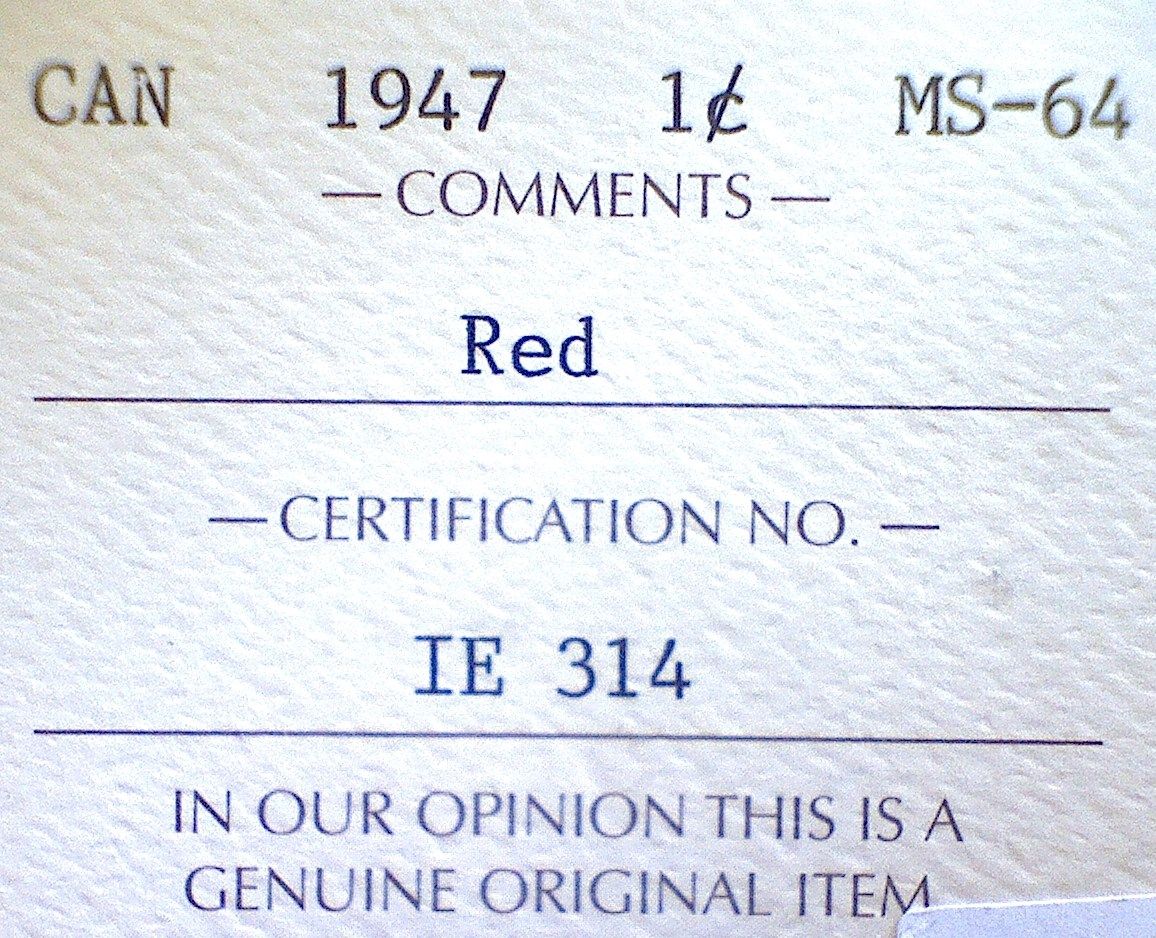 CAN 1947 1¢ MS-64
— COMMENTS —
Red
— CERTIFICATION NO. —
IE 314
IN OUR OPINION THIS IS A
GENUINE ORIGINAL ITEM